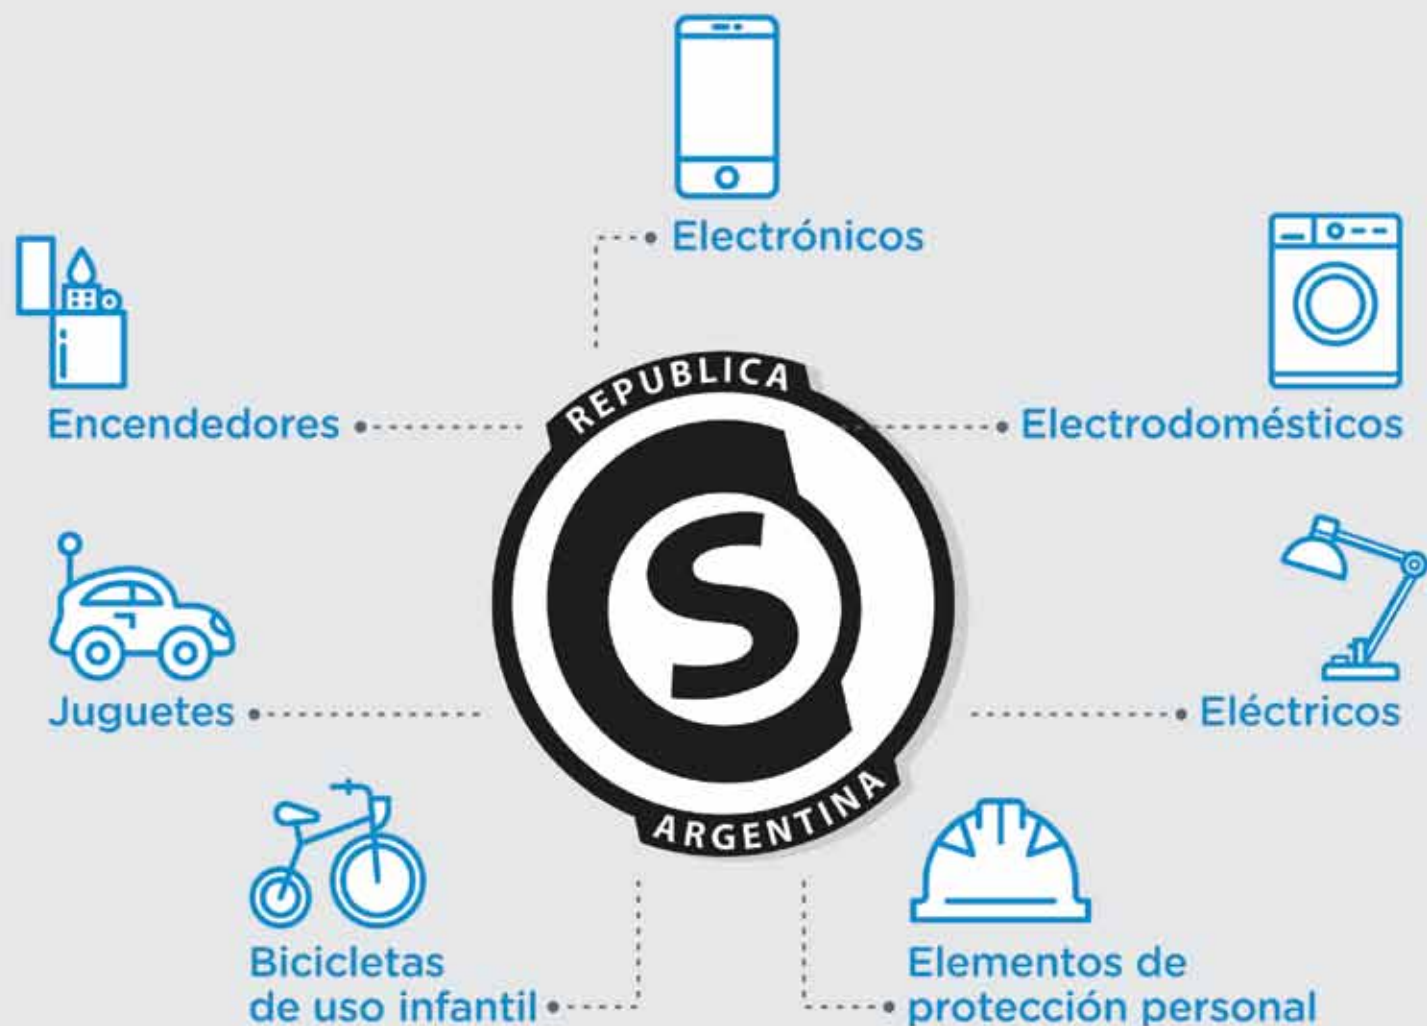 Electrónicos
Encendedores
Electrodomésticos
REPUBLICA
S
ARGENTINA
Juguetes
Eléctricos
Bicicletas
de uso infantil
Elementos de
protección personal